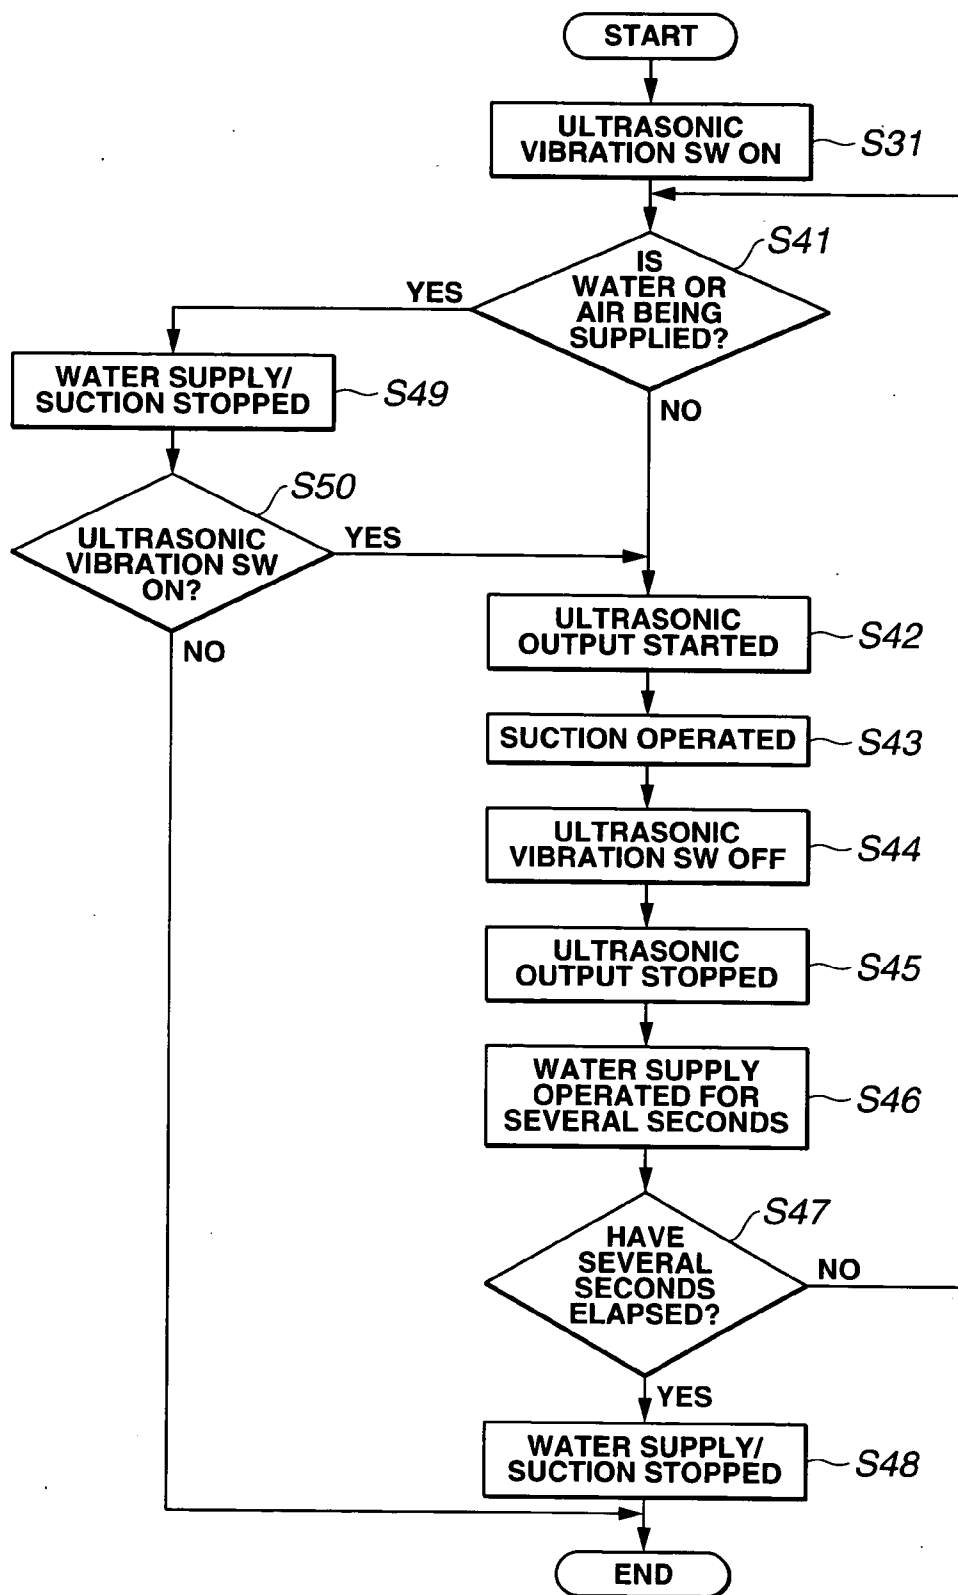 START
ULTRASONIC
VIBRATION SW ON
S31
S41
IS
WATER OR
AIR BEING
SUPPLIED?
YES
NO
WATER SUPPLY/
SUCTION STOPPED
S49
S50
ULTRASONIC
VIBRATION SW
ON?
YES
NO
ULTRASONIC
OUTPUT STARTED
S42
SUCTION OPERATED
S43
ULTRASONIC
VIBRATION SW OFF
S44
ULTRASONIC
OUTPUT STOPPED
S45
WATER SUPPLY
OPERATED FOR
SEVERAL SECONDS
S46
S47
HAVE
SEVERAL
SECONDS
ELAPSED?
NO
YES
WATER SUPPLY/
SUCTION STOPPED
S48
END